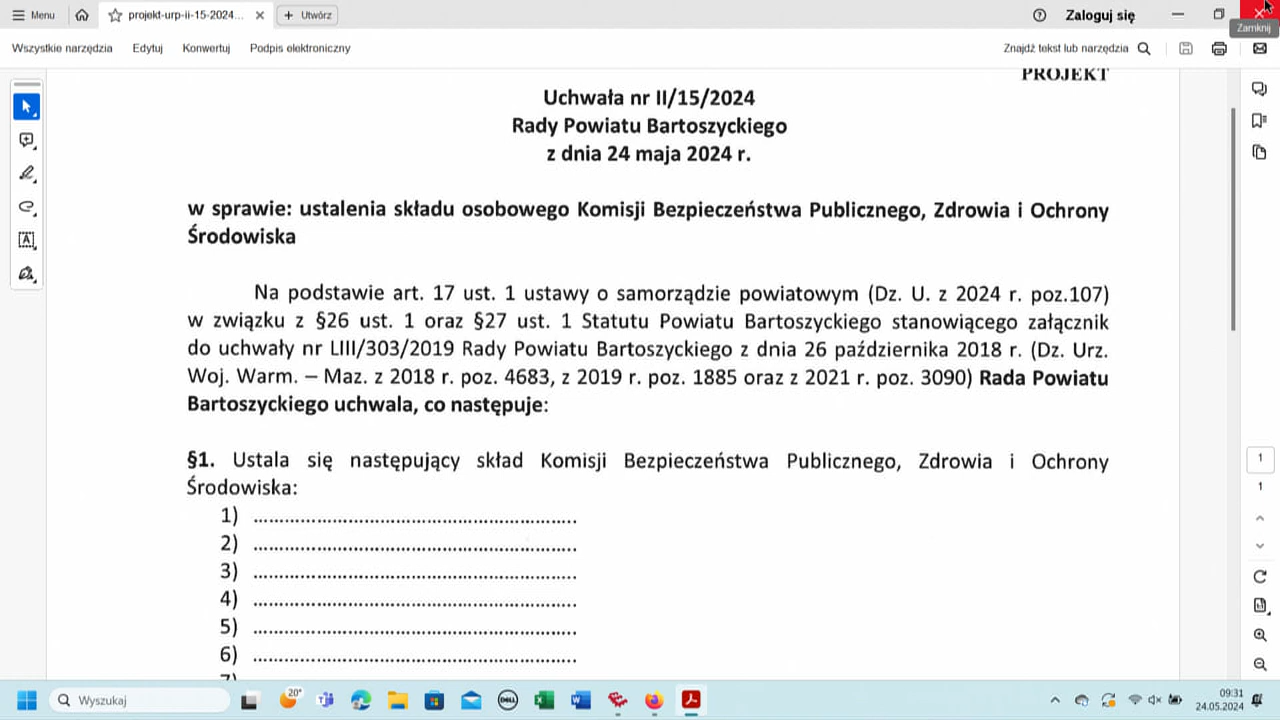 Menu
projekt-urp-ii-15-2024...
Utwórz
Zaloguj się
Zamknij
Wszystkie narzędzia
Edytuj
Konwertuj
Podpis elektroniczny
Znajdź tekst lub narzędzia
PROJEKT
Uchwała nr II/15/2024
Rady Powiatu Bartoszyckiego
z dnia 24 maja 2024 r.
w sprawie: ustalenia składu osobowego Komisji Bezpieczeństwa Publicznego, Zdrowia i Ochrony
Środowiska
Na podstawie art. 17 ust. 1 ustawy o samorządzie powiatowym (Dz. U. z 2024 r. poz.107)
w związku z §26 ust. 1 oraz §27 ust. 1 Statutu Powiatu Bartoszyckiego stanowiącego załącznik
do uchwały nr LIII/303/2019 Rady Powiatu Bartoszyckiego z dnia 26 października 2018 r. (Dz. Urz.
Woj. Warm. – Maz. z 2018 r. poz. 4683, z 2019 r. poz. 1885 oraz z 2021 r. poz. 3090) Rada Powiatu
Bartoszyckiego uchwala, co następuje:
§1. Ustala się następujący skład Komisji Bezpieczeństwa Publicznego, Zdrowia i Ochrony
Środowiska:
1) ..............................................................
2) ..............................................................
3) ..............................................................
4) ..............................................................
5) ..............................................................
6) ..............................................................
7)
1
1
20°
Wyszukaj
DELL
09:31
24.05.2024